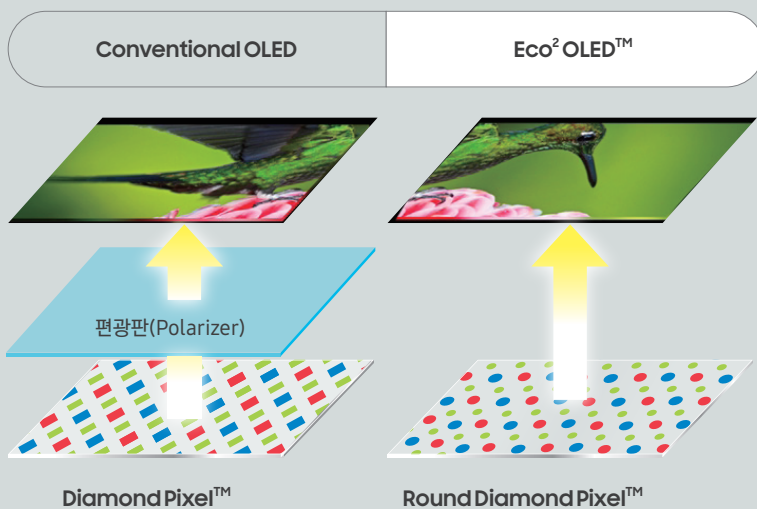 Conventional OLED
Eco² OLED™
편광판(Polarizer)
Diamond Pixel™
Round Diamond Pixel™